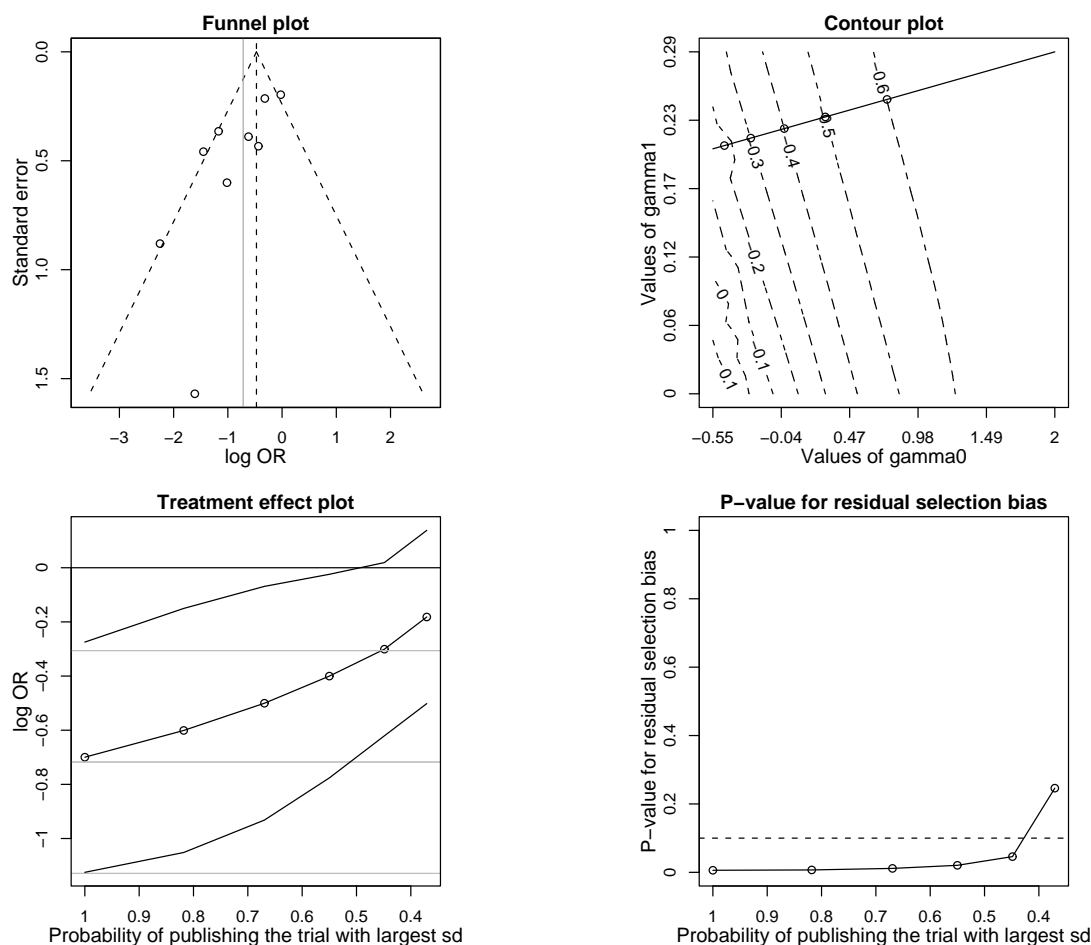 Funnel plot
Standard error
0.0
0.5
1.0
1.5
−3 −2 −1 0 1 2
log OR
Contour plot
Values of gamma1
0.29
0.23
0.17
0.12
0.06
0
−0.6
−0.5
−0.4
−0.3
−0.2
−0.1
0
0.1
−0.55 −0.04 0.47 0.98 1.49 2
Values of gamma0
Treatment effect plot
log OR
0
−0.2
−0.4
−0.6
−0.8
−1
1 0.9 0.8 0.7 0.6 0.5 0.4
Probability of publishing the trial with largest sd
P−value for residual selection bias
P−value for residual selection bias
1
0.8
0.6
0.4
0.2
0
1 0.9 0.8 0.7 0.6 0.5 0.4
Probability of publishing the trial with largest sd